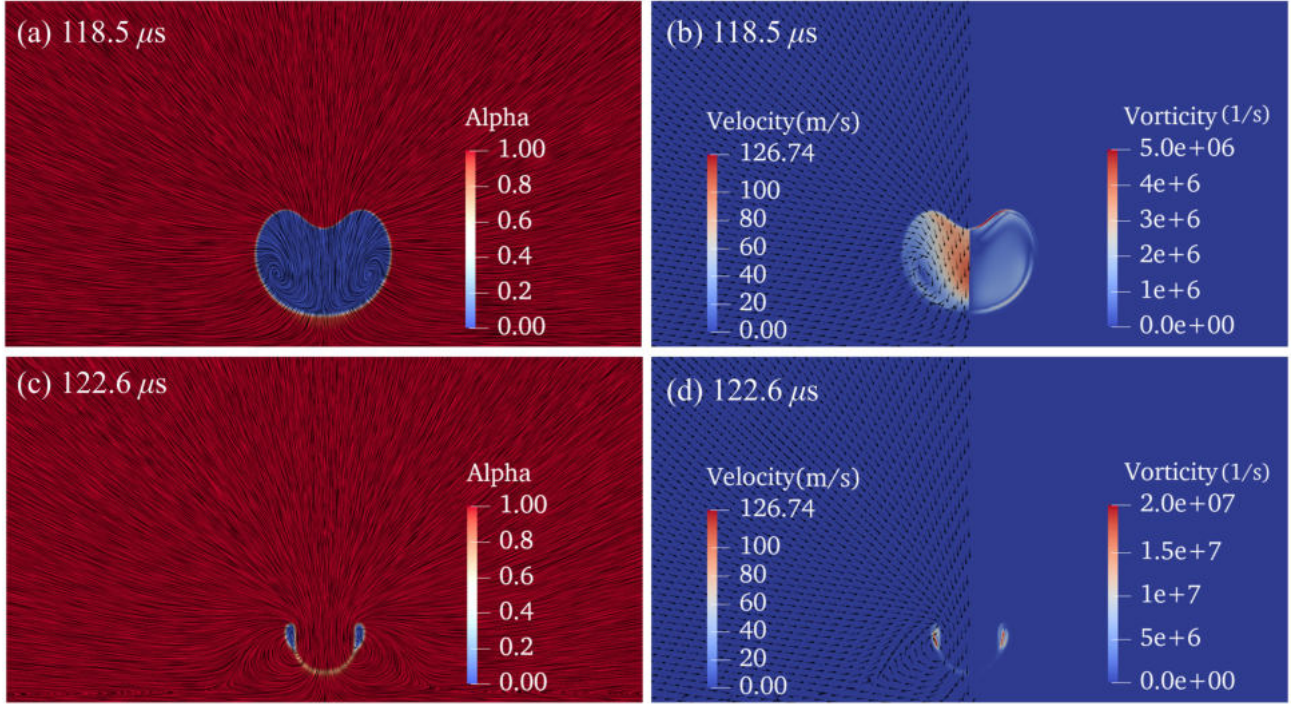 (a) 118.5 μs
Alpha
1.00
0.8
0.6
0.4
0.2
0.00
(b) 118.5 μs
Velocity(m/s)
126.74
100
80
60
40
20
0.00
Vorticity (1/s)
5.0e+06
4e+6
3e+6
2e+6
1e+6
0.0e+00
(c) 122.6 μs
Alpha
1.00
0.8
0.6
0.4
0.2
0.00
(d) 122.6 μs
Velocity(m/s)
126.74
100
80
60
40
20
0.00
Vorticity (1/s)
2.0e+07
1.5e+7
1e+7
5e+6
0.0e+00